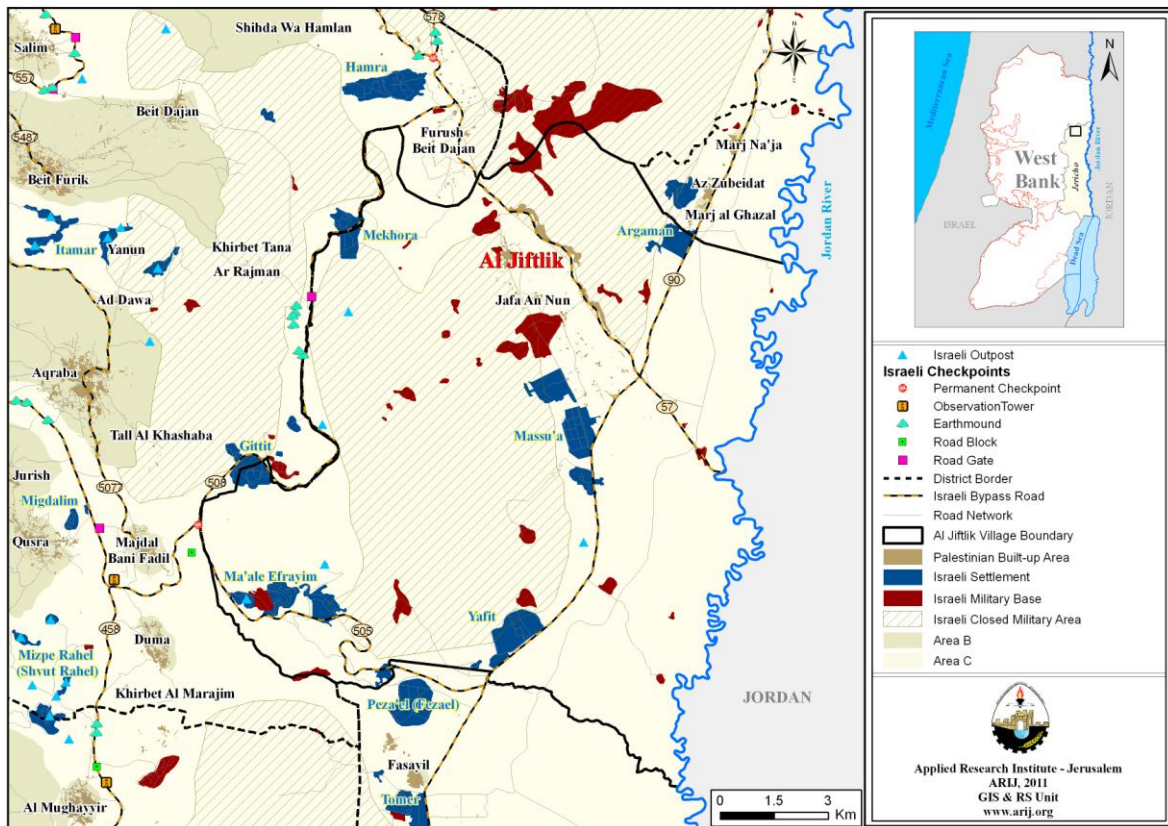 Shihda Wa Hamlan
578
Salim
Hamra
557
Beit Dajan
Furush
Beit Dajan
5487
Marj Na'ja
Beit Furik
Az Zubeidat
Marj al Ghazal
Itamar
Yanun
Khirbet Tana
Mekhora
Argaman
Jordan River
Ar Rajman
Al Jiftlik
90
Ad Dawa
Jafa An Nun
Aqraba
57
Tall Al Khashaba
Gittit
Massu'a
Jurish
508
5077
Migdalim
Qusra
Majdal
Bani Fadil
Ma'ale Efrayim
Yafit
458
505
Duma
Mizpe Rahel
(Shvut Rahel)
Khirbet Al Marajim
Peza'el (Fezael)
JORDAN
Fasayil
Tomer
Al Mughayyir
0 1.5 3
Km
N
Mediterranean Sea
West
Bank
Jericho
Jordan River
ISRAEL
JORDAN
Dead Sea
Israeli Outpost
Israeli Checkpoints
Permanent Checkpoint
ObservationTower
Earthmound
Road Block
Road Gate
District Border
Israeli Bypass Road
Road Network
Al Jiftlik Village Boundary
Palestinian Built-up Area
Israeli Settlement
Israeli Military Base
Israeli Closed Military Area
Area B
Area C
Applied Research Institute - Jerusalem
ARIJ, 2011
GIS & RS Unit
www.arij.org